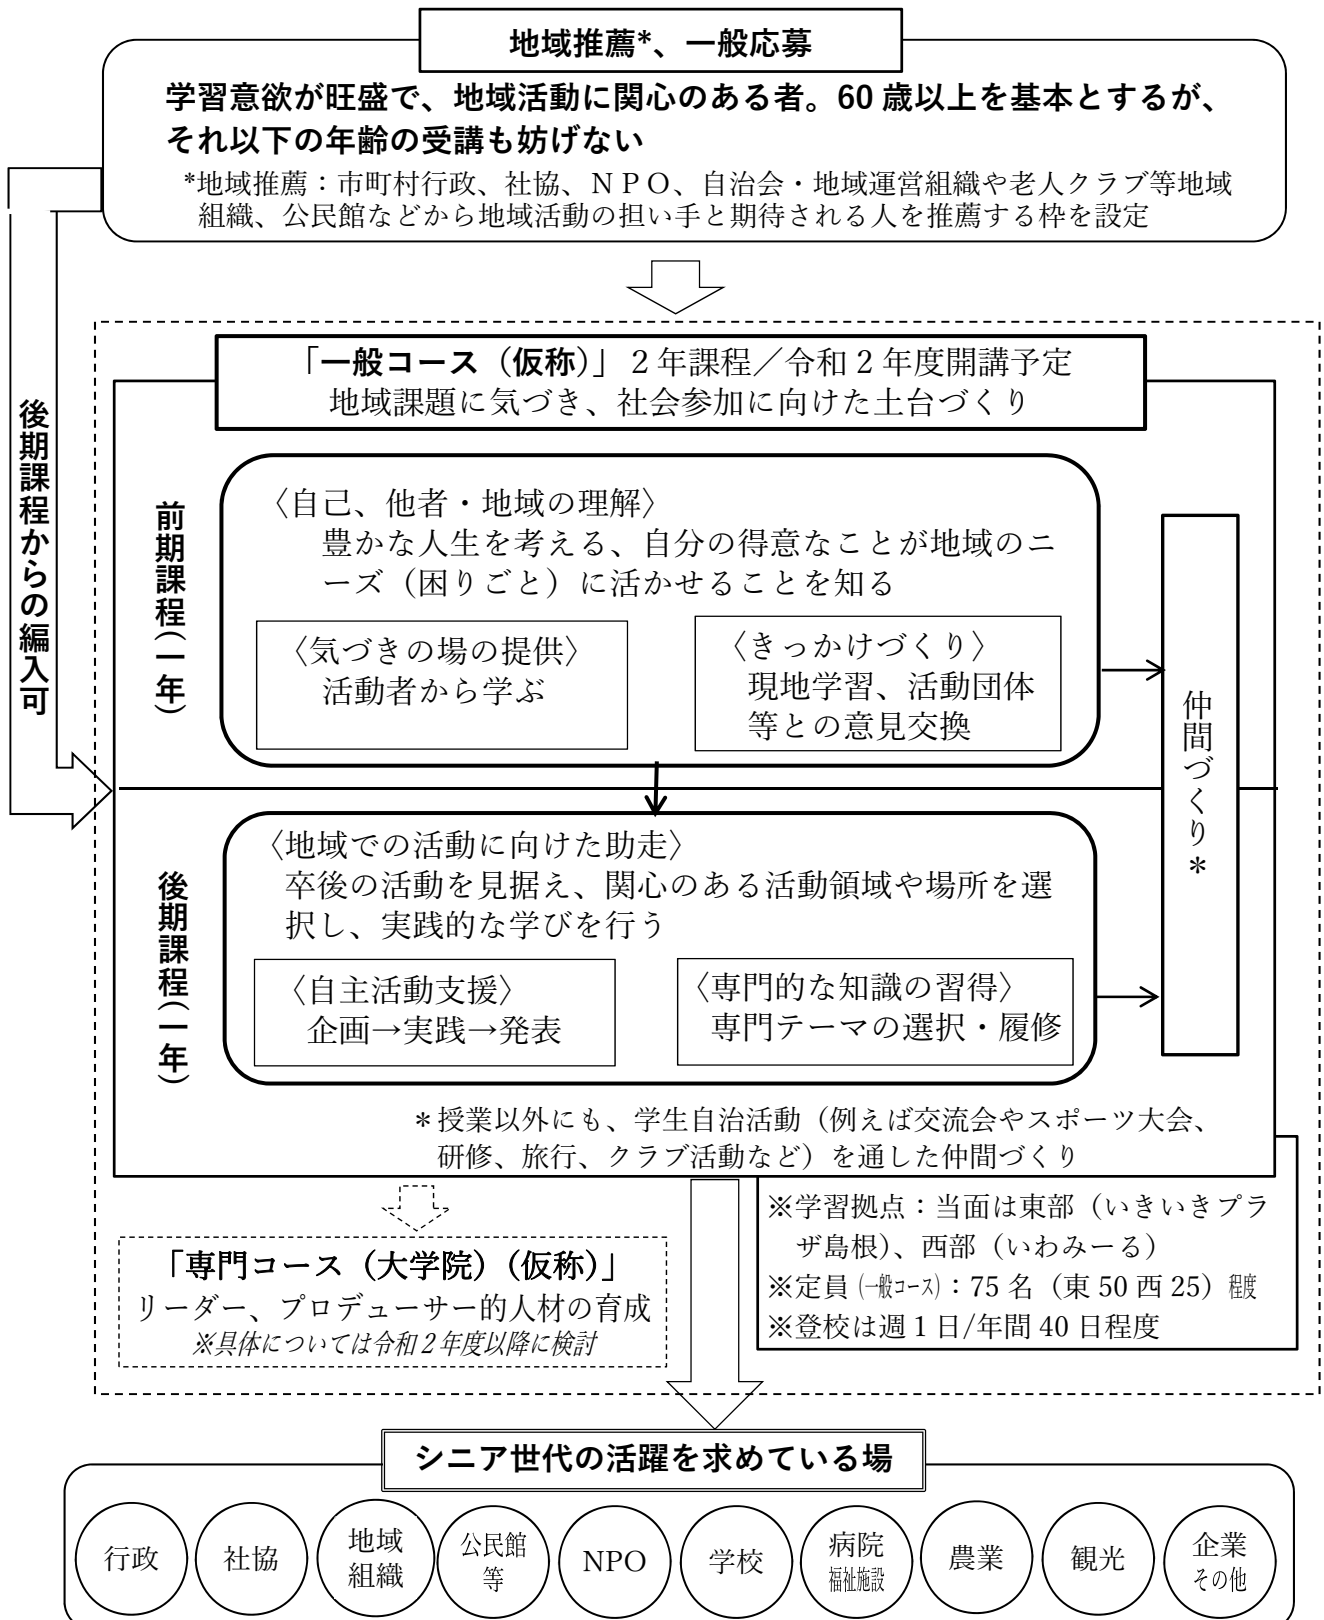 地域推薦*、一般応募
学習意欲が旺盛で、地域活動に関心のある者。60 歳以上を基本とするが、
それ以下の年齢の受講も妨げない
*地域推薦：市町村行政、社協、ＮＰＯ、自治会・地域運営組織や老人クラブ等地域
組織、公民館などから地域活動の担い手と期待される人を推薦する枠を設定
後期課程からの編入可
「一般コース（仮称）」２年課程／令和２年度開講予定
地域課題に気づき、社会参加に向けた土台づくり
前期課程(一年)
〈自己、他者・地域の理解〉
豊かな人生を考える、自分の得意なことが地域のニ
ーズ（困りごと）に活かせることを知る
〈気づきの場の提供〉
活動者から学ぶ
〈きっかけづくり〉
現地学習、活動団体
等との意見交換
仲間づくり＊
後期課程(一年)
〈地域での活動に向けた助走〉
卒後の活動を見据え、関心のある活動領域や場所を選
択し、実践的な学びを行う
〈自主活動支援〉
企画→実践→発表
〈専門的な知識の習得〉
専門テーマの選択・履修
＊授業以外にも、学生自治活動（例えば交流会やスポーツ大会、
研修、旅行、クラブ活動など）を通した仲間づくり
「専門コース（大学院）（仮称）」
リーダー、プロデューサー的人材の育成
※具体については令和２年度以降に検討
※学習拠点：当面は東部（いきいきプラ
ザ島根）、西部（いわみーる）
※定員（一般コース）：75 名（東 50 西 25）程度
※登校は週１日/年間 40 日程度
シニア世代の活躍を求めている場
行政
社協
地域
組織
公民館
等
NPO
学校
病院
福祉施設
農業
観光
企業
その他